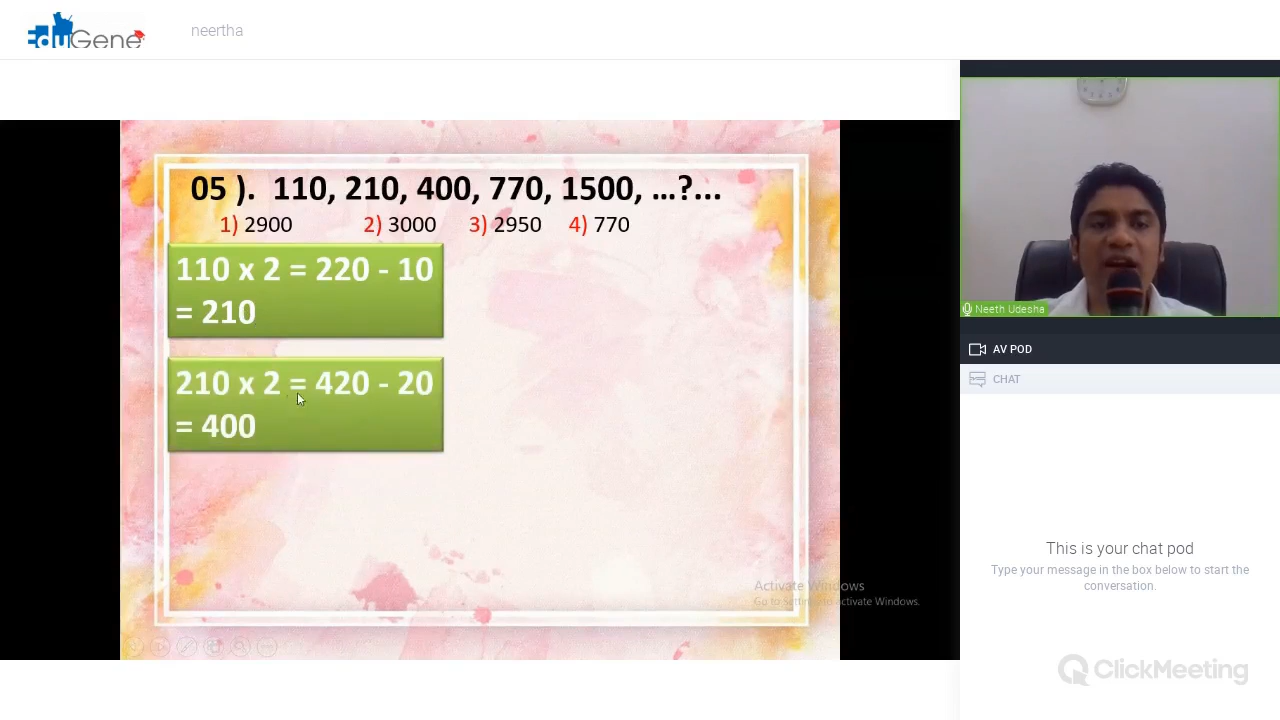 EduGene
neertha
05 ). 110, 210, 400, 770, 1500, ...?...
1) 2900 2) 3000 3) 2950 4) 770
110 x 2 = 220 - 10
= 210
210 x 2 = 420 - 20
= 400
Activate Windows
Go to Settings to activate Windows.
Neeth Udesha
AV POD
CHAT
This is your chat pod
Type your message in the box below to start the
conversation.
ClickMeeting